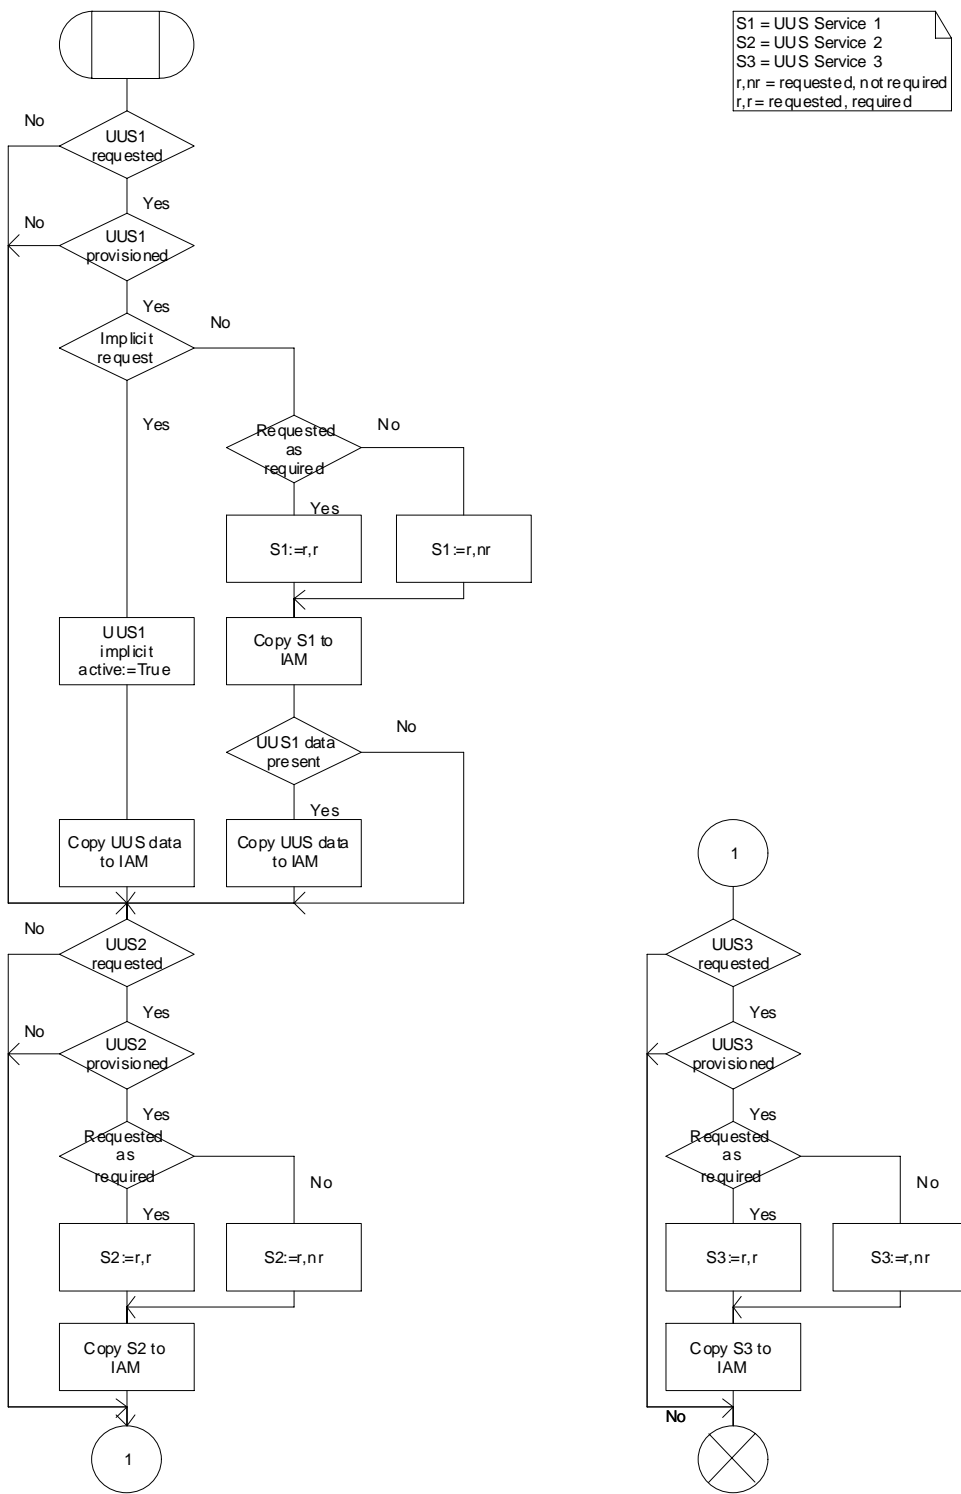 S1 = UUS Service 1
S2 = UUS Service 2
S3 = UUS Service 3
r,nr = requested, not required
r,r = requested, required
No
UUS1
requested
Yes
No
UUS1
provisioned
Yes
No
Implicit
request
Yes
Requested
as
required
No
Yes
S1:=r,r
S1:=r,nr
UUS1
implicit
active:=True
Copy S1 to
IAM
No
UUS1 data
present
Yes
Copy UUS data
to IAM
Copy UUS data
to IAM
No
UUS2
requested
Yes
No
UUS2
provisioned
Yes
Requested
as
required
No
Yes
S2:=r,r
S2:=r,nr
Copy S2 to
IAM
1
1
UUS3
requested
Yes
UUS3
provisioned
Yes
Requested
as
required
No
Yes
S3:=r,r
S3:=r,nr
Copy S3 to
IAM
No